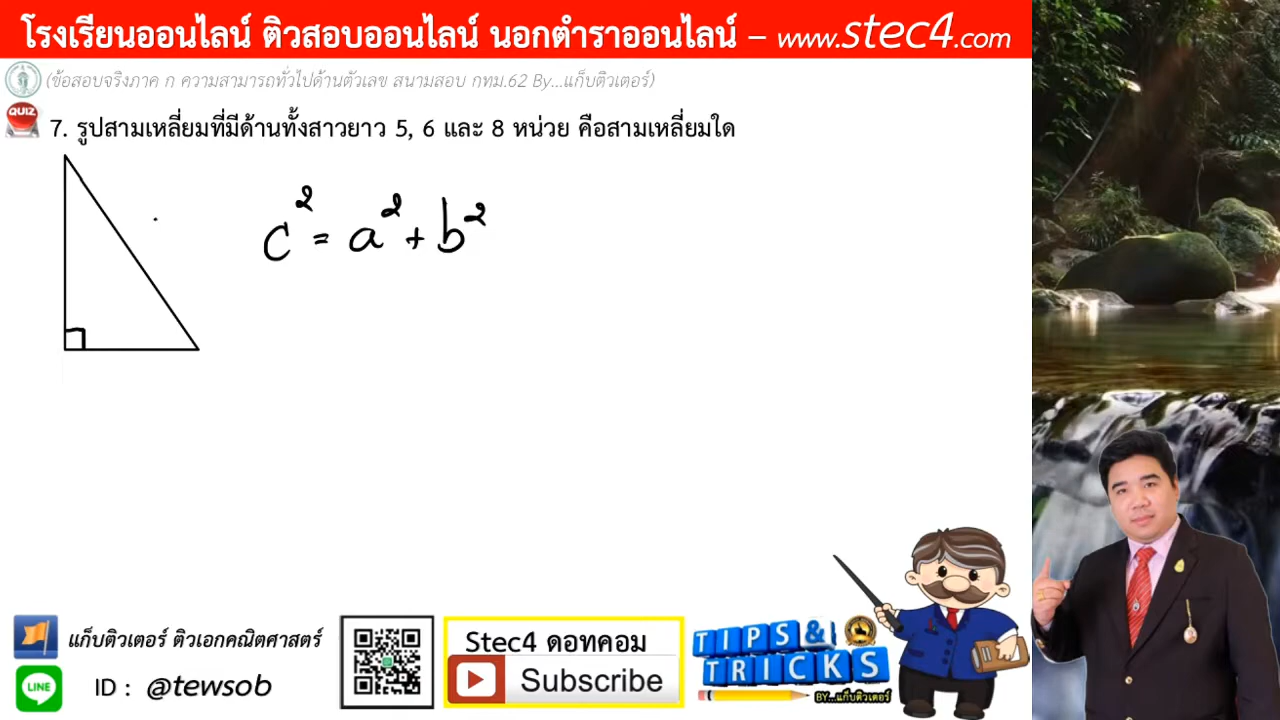 โรงเรียนออนไลน์ ติวสอบออนไลน์ นอกตำราออนไลน์ – www.stec4.com
(ข้อสอบจริงภาค ก ความสามารถทั่วไปด้านตัวเลข สนามสอบ กทม.62 By...แก็บติวเตอร์)
QUIZ
7. รูปสามเหลี่ยมที่มีด้านทั้งสาวยาว 5, 6 และ 8 หน่วย คือสามเหลี่ยมใด
c² = a² + b²
แก็บติวเตอร์ ติวเอกคณิตศาสตร์
LINE
ID : @tewsob
Stec4 ดอทคอม
Subscribe
TIPS &
TRICKS
BY...แก็บติวเตอร์